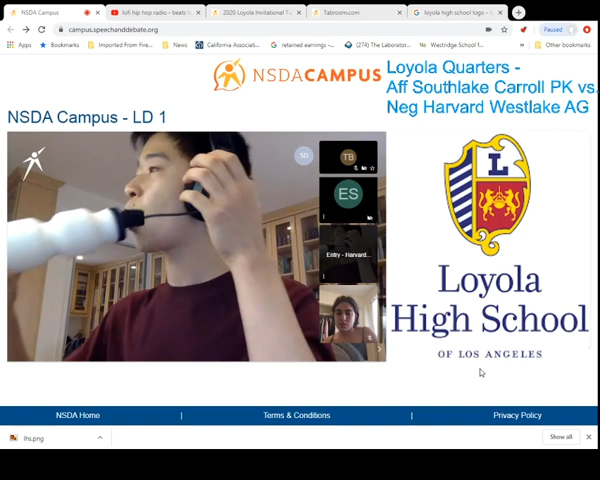 NSDA Campus
lofi hip hop radio - beats to
2020 Loyola Invitational T
Tabroom.com
loyola high school logo - G
campus.speechanddebate.org
Paused
Apps
Bookmarks
Imported From Firef...
School
News
California Associati...
retained earnings -...
(274) The Laborator...
Westridge School f...
Other bookmarks
NSDACAMPUS
Loyola Quarters -
Aff Southlake Carroll PK vs.
Neg Harvard Westlake AG
NSDA Campus - LD 1
SD
TB
ES
Entry - Harvard...
L
Loyola
High School
OF LOS ANGELES
NSDA Home
|
Terms & Conditions
|
Privacy Policy
lhs.png
Show all